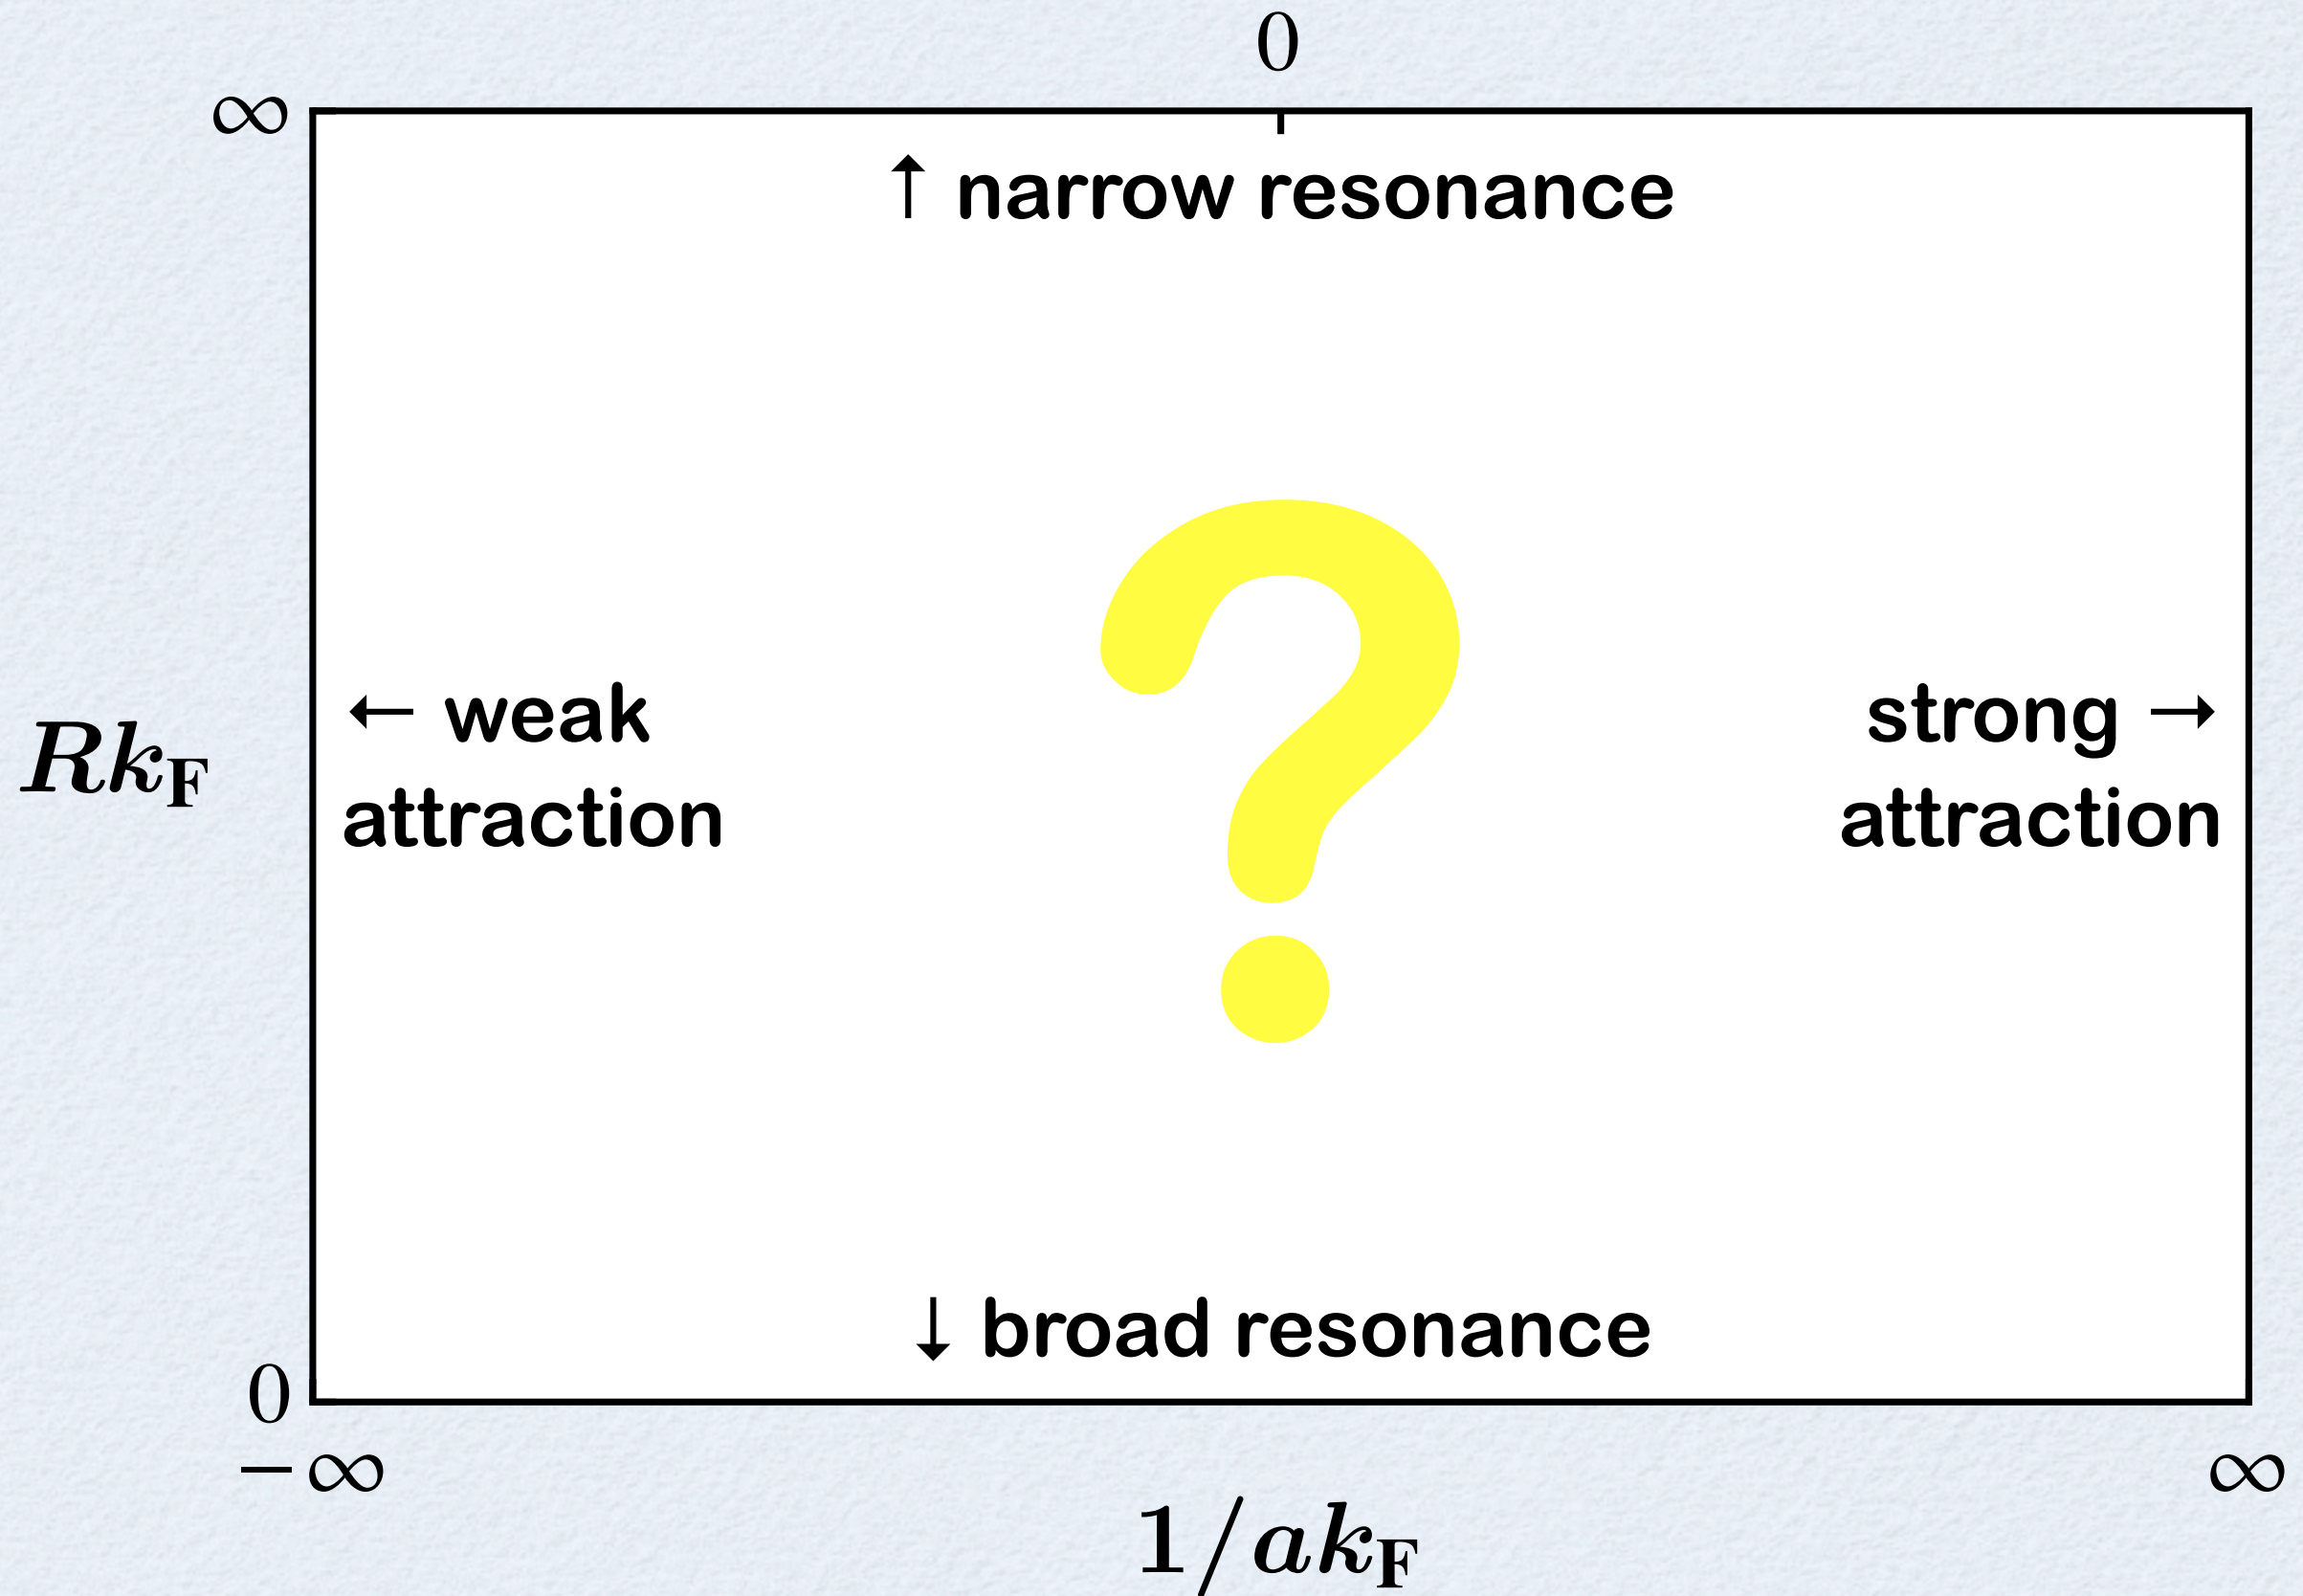 0
∞
↑ narrow resonance
?
← weak
attraction
strong →
attraction
Rk_F
↓ broad resonance
0
−∞
∞
1/ak_F